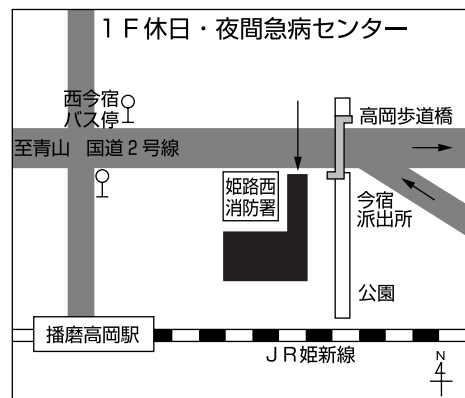 1F休日・夜間急病センター
西今宿
バス停
高岡歩道橋
至青山 国道2号線
姫路西
消防署
今宿
派出所
公園
播磨高岡駅
JR姫新線
N